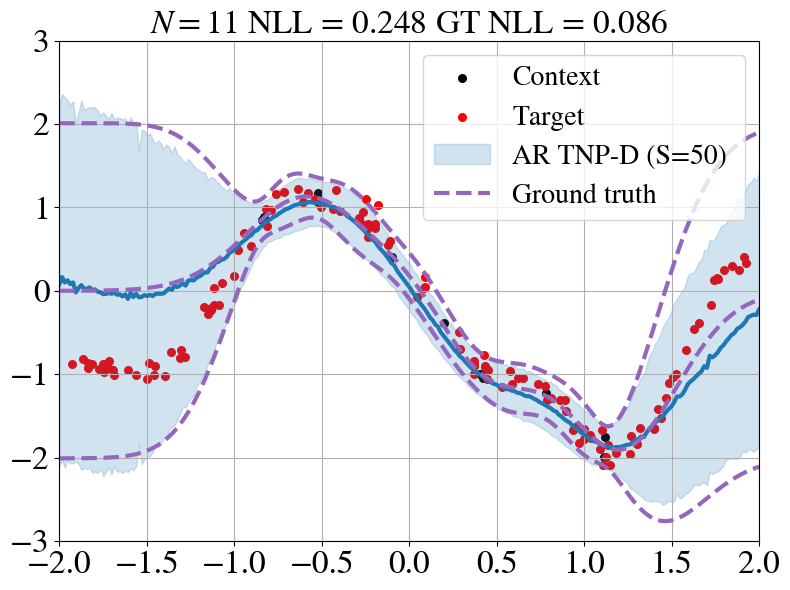 N = 11 NLL = 0.248 GT NLL = 0.086
3
2
1
0
−1
−2
−3
Context
Target
AR TNP-D (S=50)
Ground truth
−2.0 −1.5 −1.0 −0.5 0.0 0.5 1.0 1.5 2.0